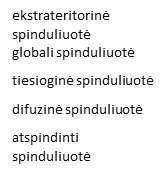 ekstrateritorinė
spinduliuotė
globali spinduliuotė
tiesioginė spinduliuotė
difuzinė spinduliuotė
atspindinti
spinduliuotė